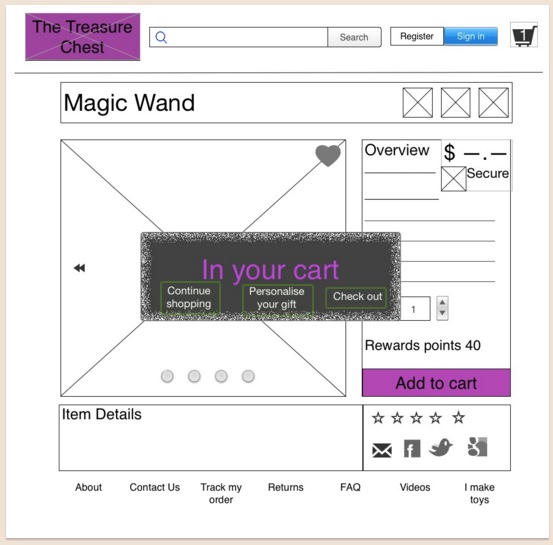 The Treasure
Chest
Search
Register
Sign in
1
Magic Wand
Overview
$ –.–
Secure
In your cart
Continue
shopping
Personalise
your gift
Check out
1
Rewards points 40
Add to cart
Item Details
About
Contact Us
Track my
order
Returns
FAQ
Videos
I make
toys